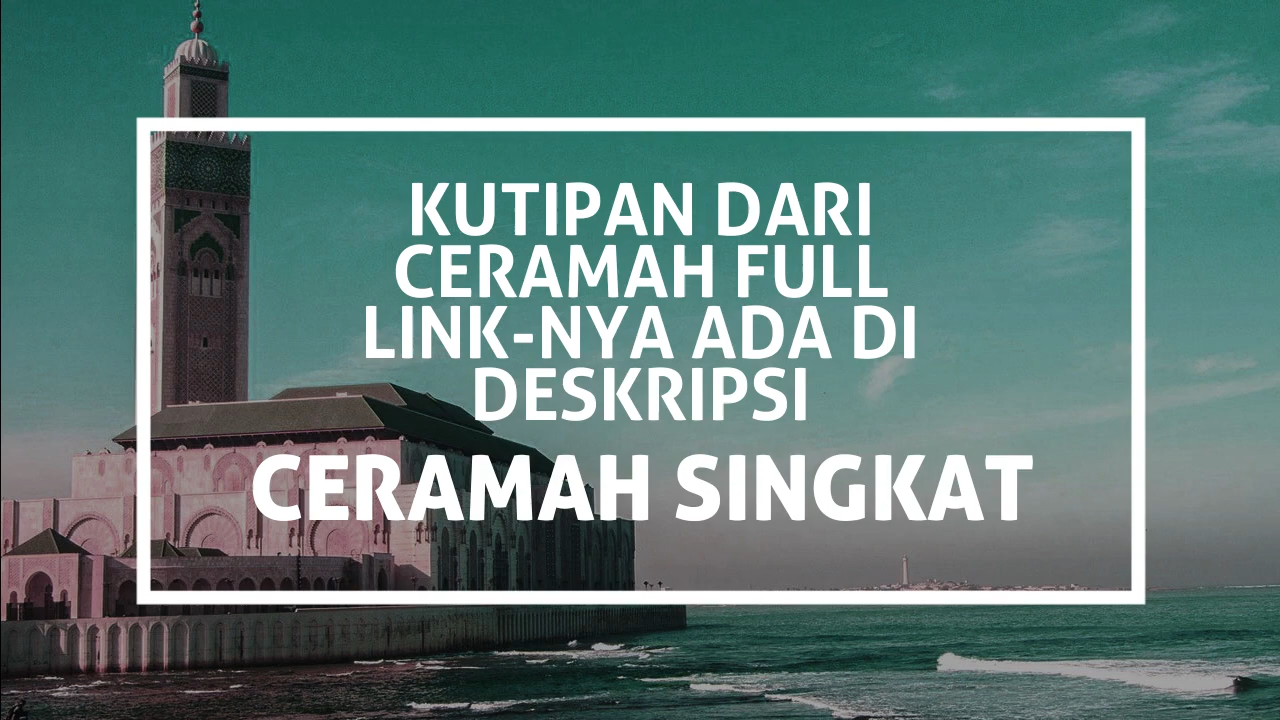 KUTIPAN DARI
CERAMAH FULL
LINK-NYA ADA DI
DESKRIPSI
CERAMAH SINGKAT